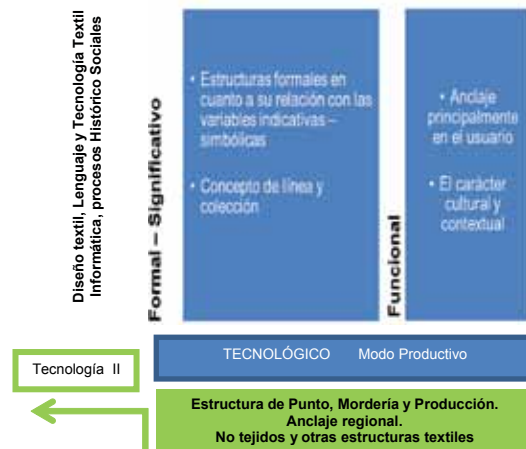 Diseño textil, Lenguaje y Tecnología Textil
Informática, procesos Histórico Sociales
Formal – Significativo
• Estructuras formales en
cuanto a su relación con las
variables indicativas –
simbólicas
• Concepto de línea y
colección
Funcional
• Anclaje
principalmente
en el usuario
• El carácter
cultural y
contextual
TECNOLÓGICO Modo Productivo
Tecnología II
Estructura de Punto, Mordería y Producción.
Anclaje regional.
No tejidos y otras estructuras textiles